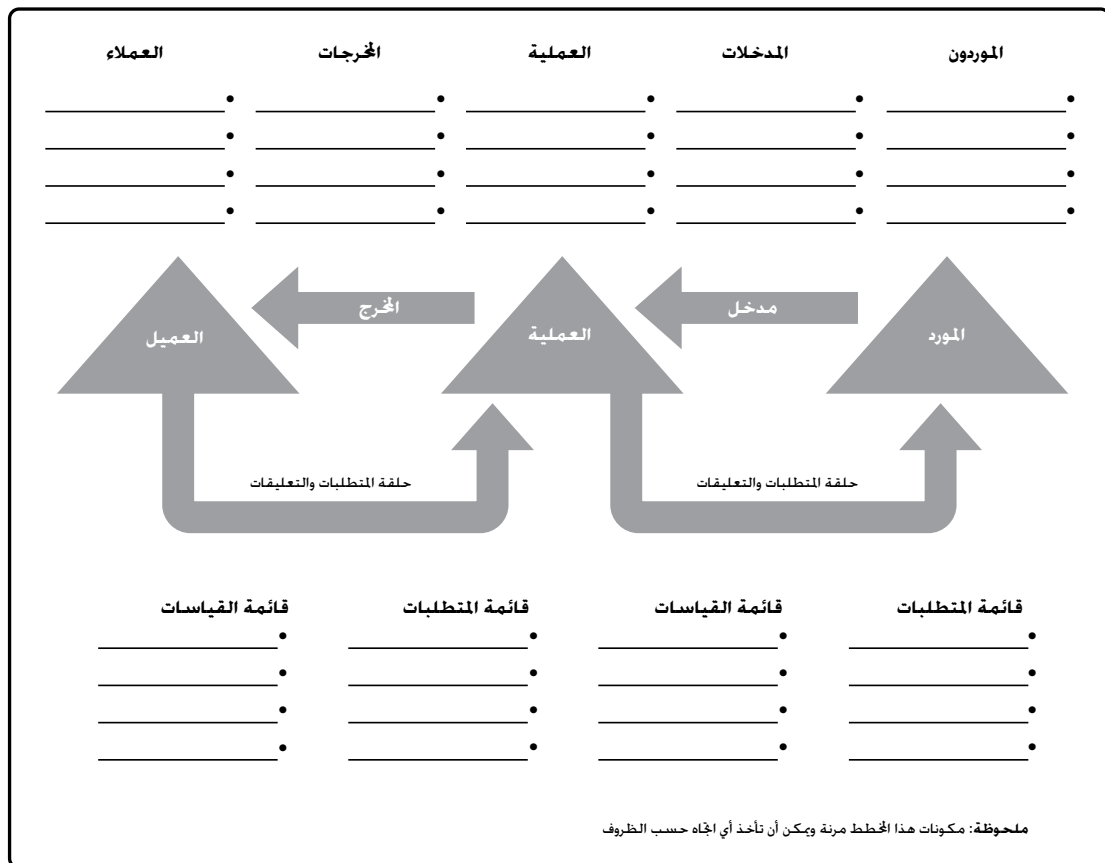 الموردون
المدخلات
العملية
المخرجات
العملاء
المورد
مدخل
العملية
المخرج
العميل
حلقة المتطلبات والتعليقات
حلقة المتطلبات والتعليقات
قائمة المتطلبات
قائمة القياسات
قائمة المتطلبات
قائمة القياسات
ملحوظة: مكونات هذا المخطط مرنة ويمكن أن تأخذ أي اتجاه حسب الظروف